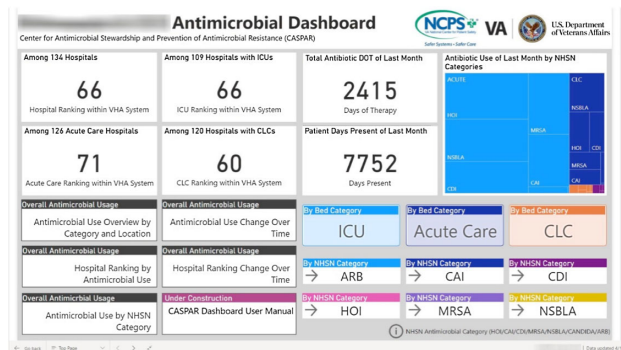 Antimicrobial Dashboard
Center for Antimicrobial Stewardship and Prevention of Antimicrobial Resistance (CASPAR)
NCPS
Safer Systems • Safer Care
VA
U.S. Department
of Veterans Affairs
Among 134 Hospitals
66
Hospital Ranking within VHA System
Among 109 Hospitals with ICUs
66
ICU Ranking within VHA System
Total Antibiotic DOT of Last Month
2415
Days of Therapy
Antibiotic Use of Last Month by NHSN
Categories
ACUTE
HOI
NSBLA
CDI
MRSA
CAI
CLC
NSBLA
HOI
CDI
MRSA
CAI
Among 126 Acute Care Hospitals
71
Acute Care Ranking within VHA System
Among 120 Hospitals with CLCs
60
CLC Ranking within VHA System
Patient Days Present of Last Month
7752
Days Present
Overall Antimicrobial Usage
Antimicrobial Use Overview by
Category and Location
Overall Antimicrobial Usage
Antimicrobial Use Change Over
Time
By Bed Category
ICU
By Bed Category
Acute Care
By Bed Category
CLC
Overall Antimicrobial Usage
Hospital Ranking by
Antimicrobial Use
Overall Antimicrobial Usage
Hospital Ranking Change Over
Time
By NHSN Category
→ ARB
By NHSN Category
→ CAI
By NHSN Category
→ CDI
Overall Antimicrbial Usage
Antimicrobial Use by NHSN
Category
Under Construction
CASPAR Dashboard User Manual
By NHSN Category
→ HOI
By NHSN Category
→ MRSA
By NHSN Category
→ NSBLA
NHSN Antimicrobial Category (HOI/CAI/CDI/MRSA/NSBLA/CANDIDA/ARB)
Go back
Top Page
Data updated